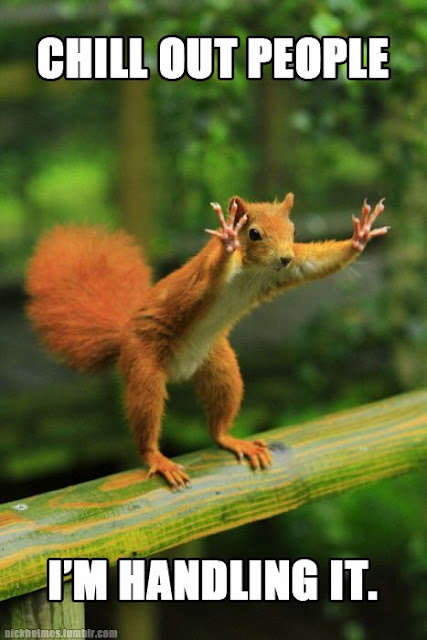 CHILL OUT PEOPLE
I'M HANDLING IT.
nickholmes.tumblr.com